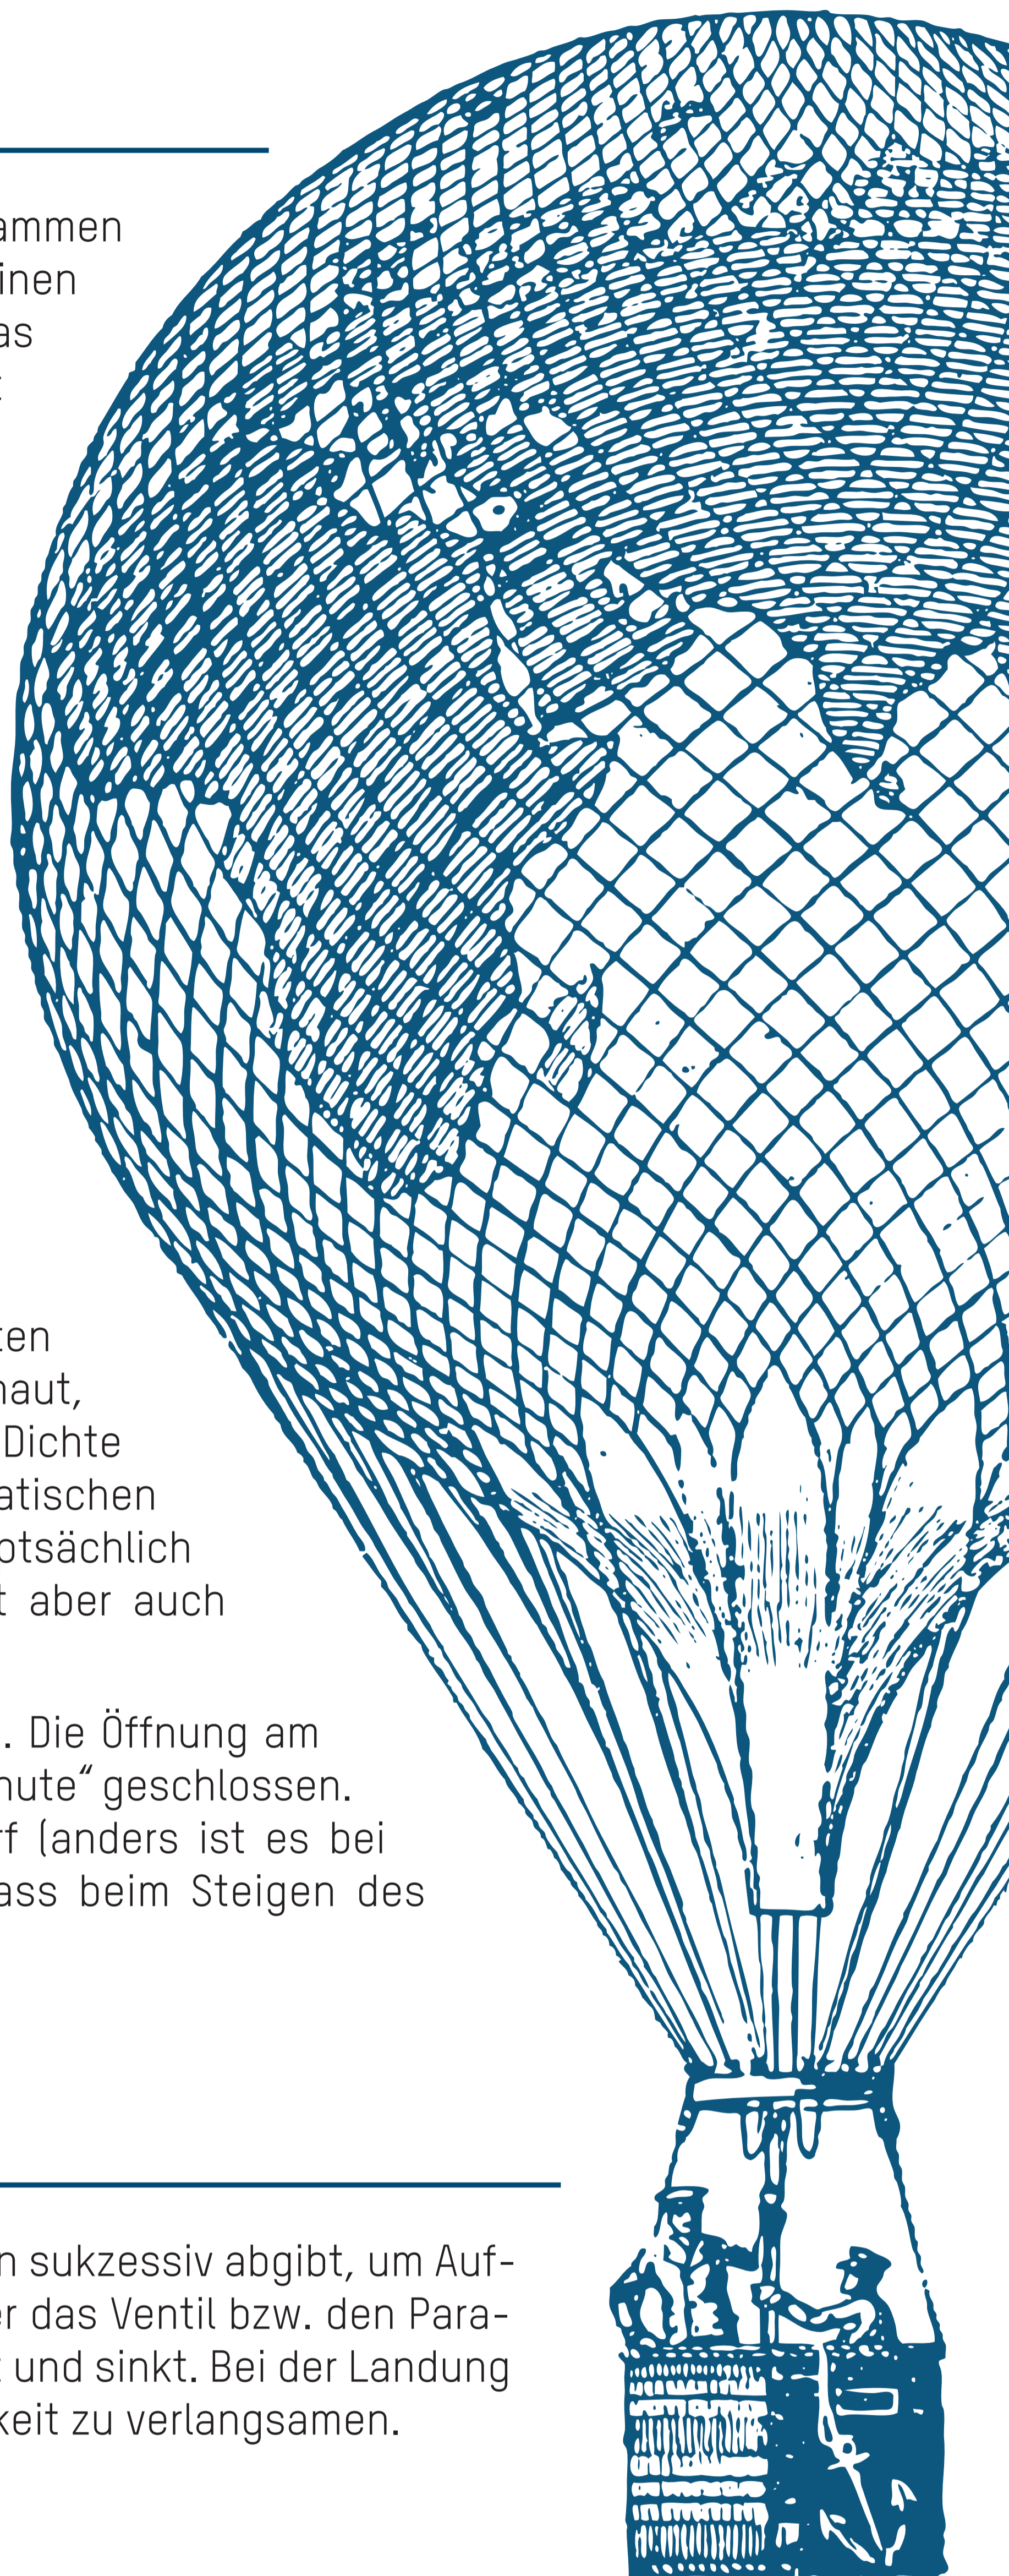 ammen
inen
as
t
ten
haut,
Dichte
atischen
ptsächlich
t aber auch
. Die Öffnung am
nute“ geschlossen.
rf (anders ist es bei
ass beim Steigen des
n sukzessiv abgibt, um Auf-
er das Ventil bzw. den Para-
t und sinkt. Bei der Landung
keit zu verlangsamen.